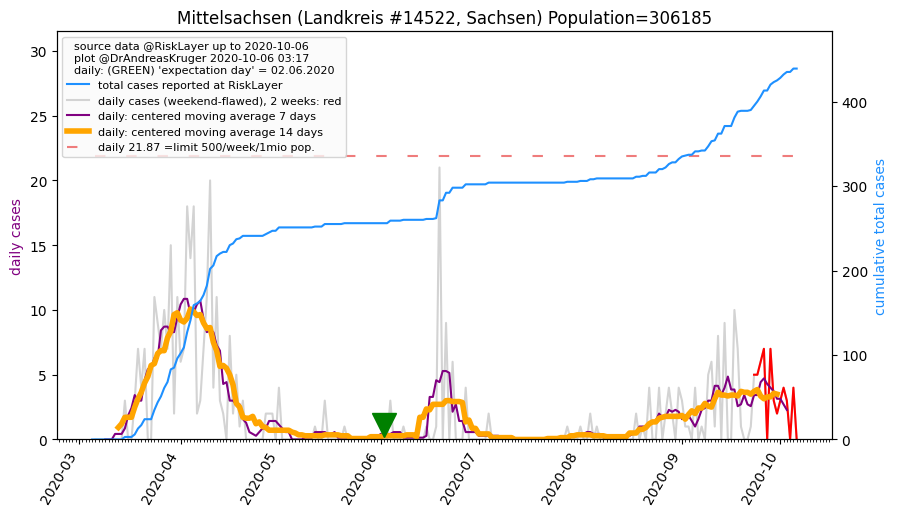 Mittelsachsen (Landkreis #14522, Sachsen) Population=306185
source data @RiskLayer up to 2020-10-06
plot @DrAndreasKruger 2020-10-06 03:17
daily: (GREEN) 'expectation day' = 02.06.2020
total cases reported at RiskLayer
daily cases (weekend-flawed), 2 weeks: red
daily: centered moving average 7 days
daily: centered moving average 14 days
daily 21.87 =limit 500/week/1mio pop.
daily cases
30
25
20
15
10
5
0
cumulative total cases
400
300
200
100
0
2020-03
2020-04
2020-05
2020-06
2020-07
2020-08
2020-09
2020-10